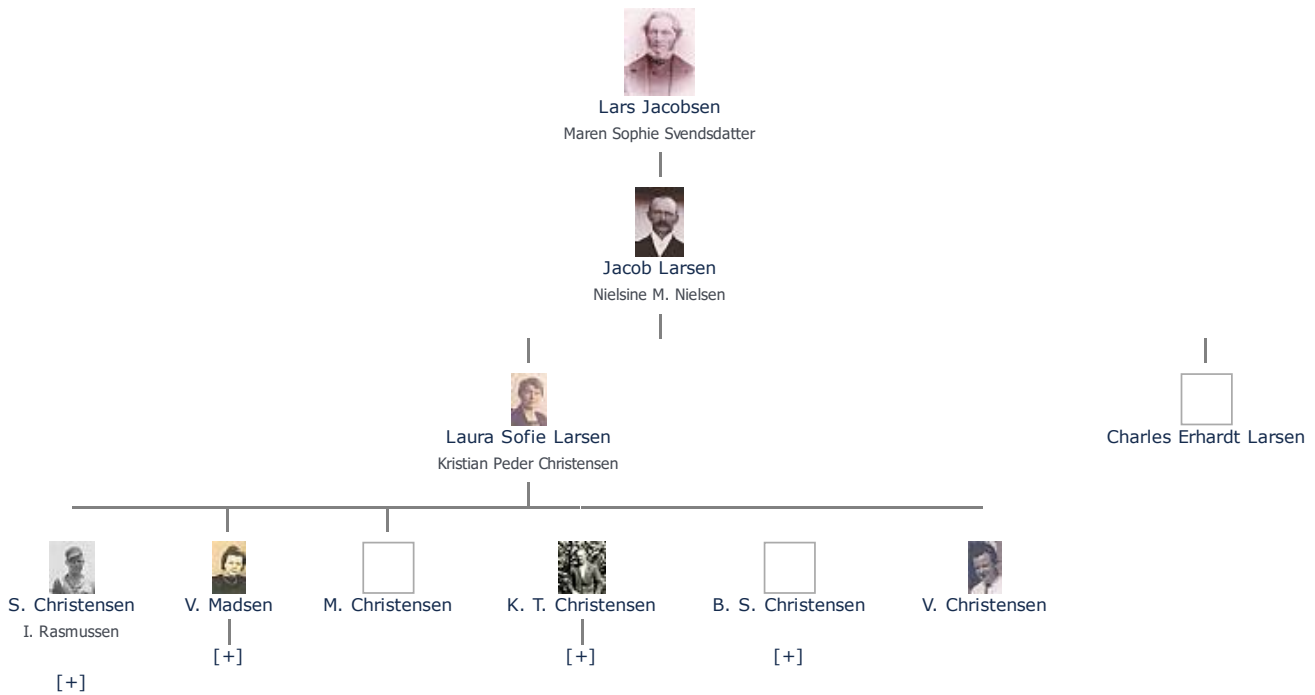 Lars Jacobsen
Maren Sophie Svendsdatter
Jacob Larsen
Nielsine M. Nielsen
Laura Sofie Larsen
Kristian Peder Christensen
Charles Erhardt Larsen
S. Christensen
I. Rasmussen
[+]
V. Madsen
[+]
M. Christensen
K. T. Christensen
[+]
B. S. Christensen
[+]
V. Christensen